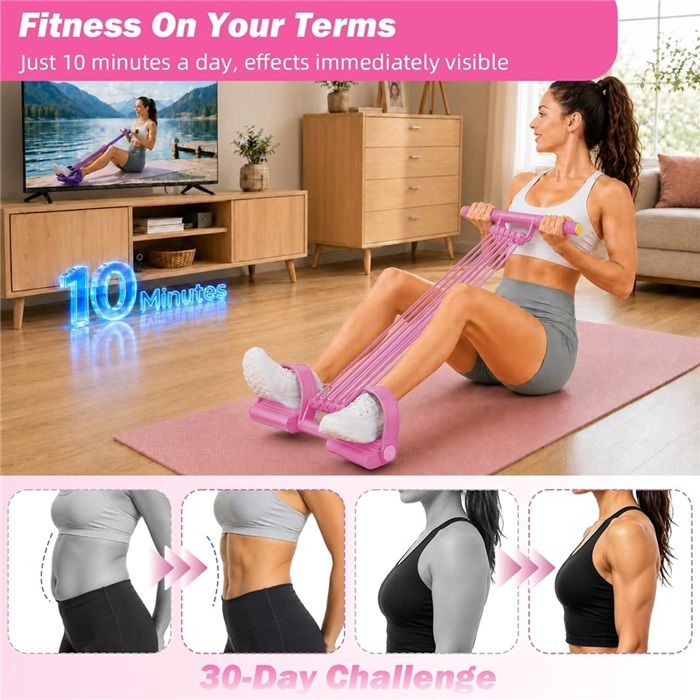 Fitness On Your Terms
Just 10 minutes a day, effects immediately visible
10 Minutes
30-Day Challenge